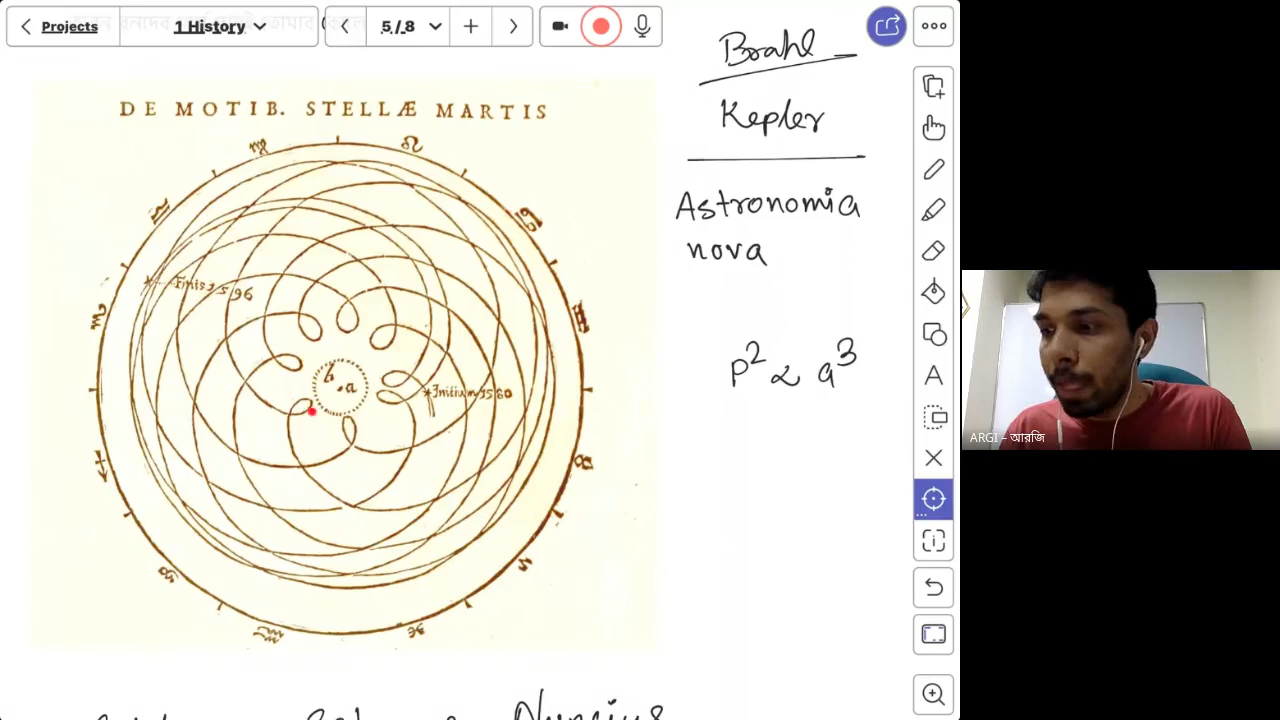 Projects
1 History
5 / 8
DE MOTIB. STELLÆ MARTIS
Finis 1596
b
.a
Initium 1580
Brahe
Kepler
Astronomia
nova
P² ∝ a³
A
ARGI – আরজি
Nuncius